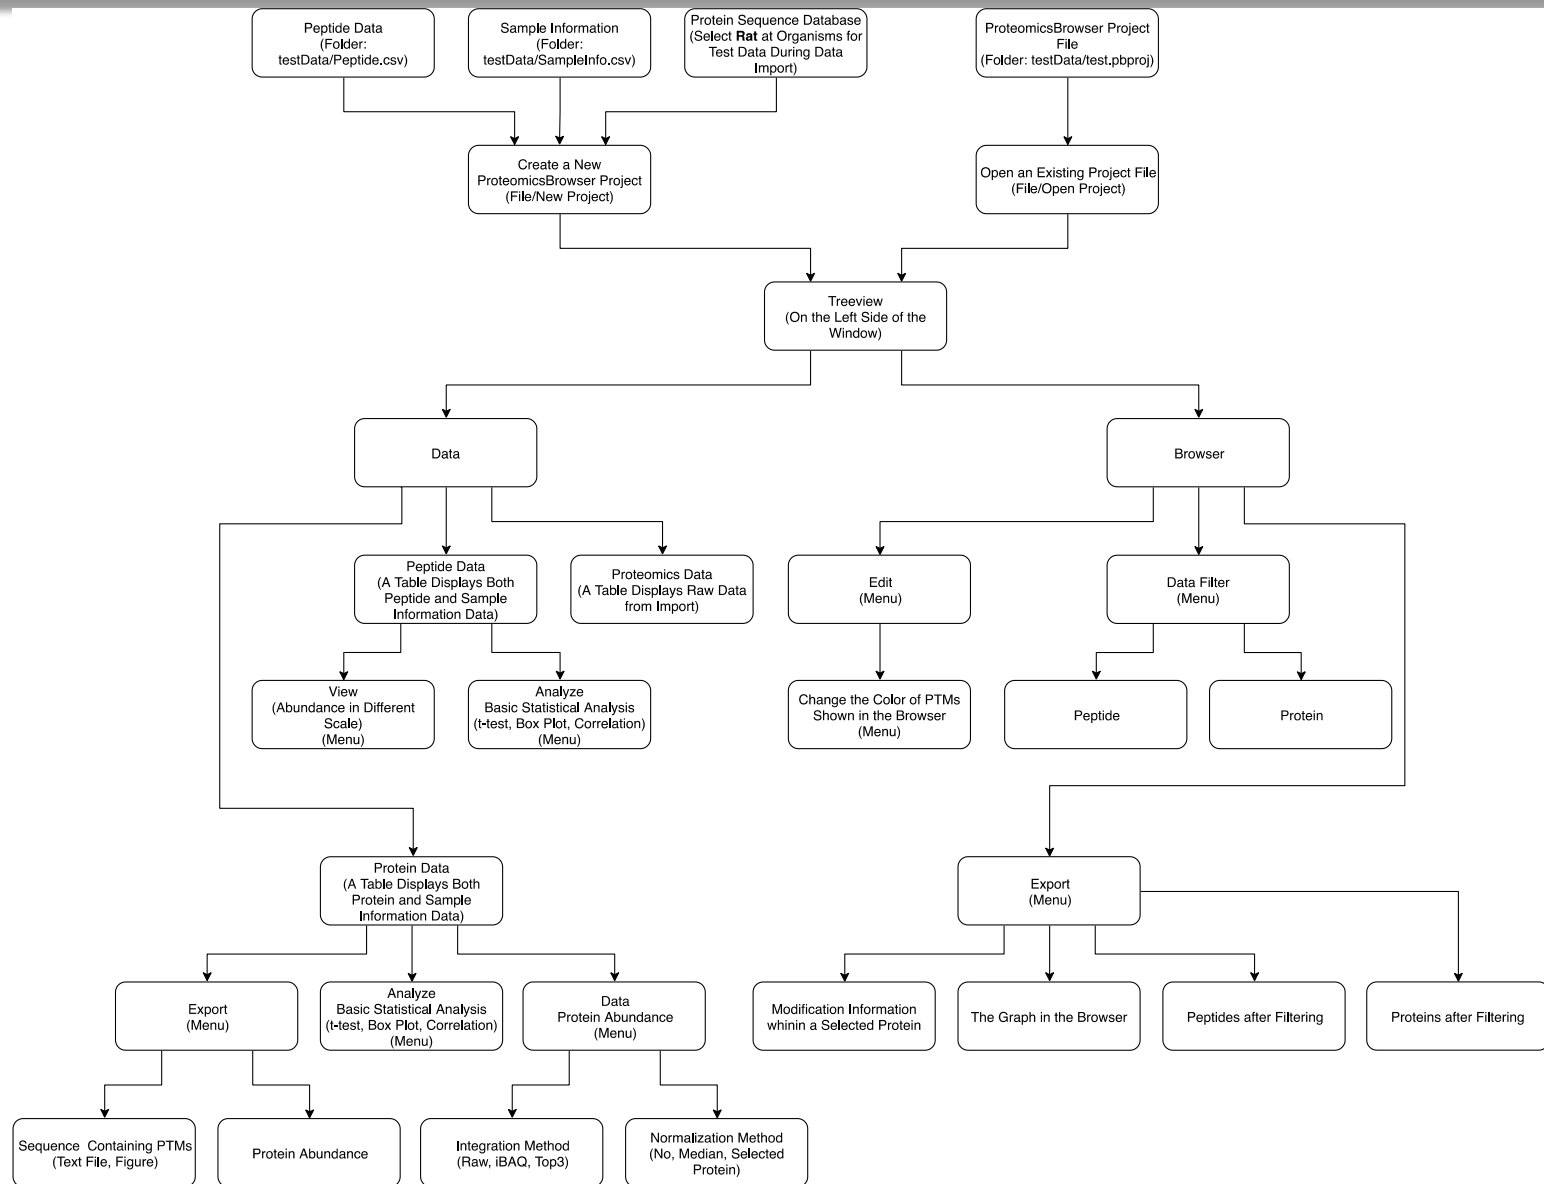 Peptide Data
(Folder:
testData/Peptide.csv)
Sample Information
(Folder:
testData/SampleInfo.csv)
Protein Sequence Database
(Select Rat at Organisms for
Test Data During Data
Import)
ProteomicsBrowser Project
File
(Folder: testData/test.pbproj)
Create a New
ProteomicsBrowser Project
(File/New Project)
Open an Existing Project File
(File/Open Project)
Treeview
(On the Left Side of the
Window)
Data
Browser
Peptide Data
(A Table Displays Both
Peptide and Sample
Information Data)
Proteomics Data
(A Table Displays Raw Data
from Import)
Edit
(Menu)
Data Filter
(Menu)
View
(Abundance in Different
Scale)
(Menu)
Analyze
Basic Statistical Analysis
(t-test, Box Plot, Correlation)
(Menu)
Change the Color of PTMs
Shown in the Browser
(Menu)
Peptide
Protein
Protein Data
(A Table Displays Both
Protein and Sample
Information Data)
Export
(Menu)
Export
(Menu)
Analyze
Basic Statistical Analysis
(t-test, Box Plot, Correlation)
(Menu)
Data
Protein Abundance
(Menu)
Modification Information
whinin a Selected Protein
The Graph in the Browser
Peptides after Filtering
Proteins after Filtering
Sequence Containing PTMs
(Text File, Figure)
Protein Abundance
Integration Method
(Raw, iBAQ, Top3)
Normalization Method
(No, Median, Selected
Protein)